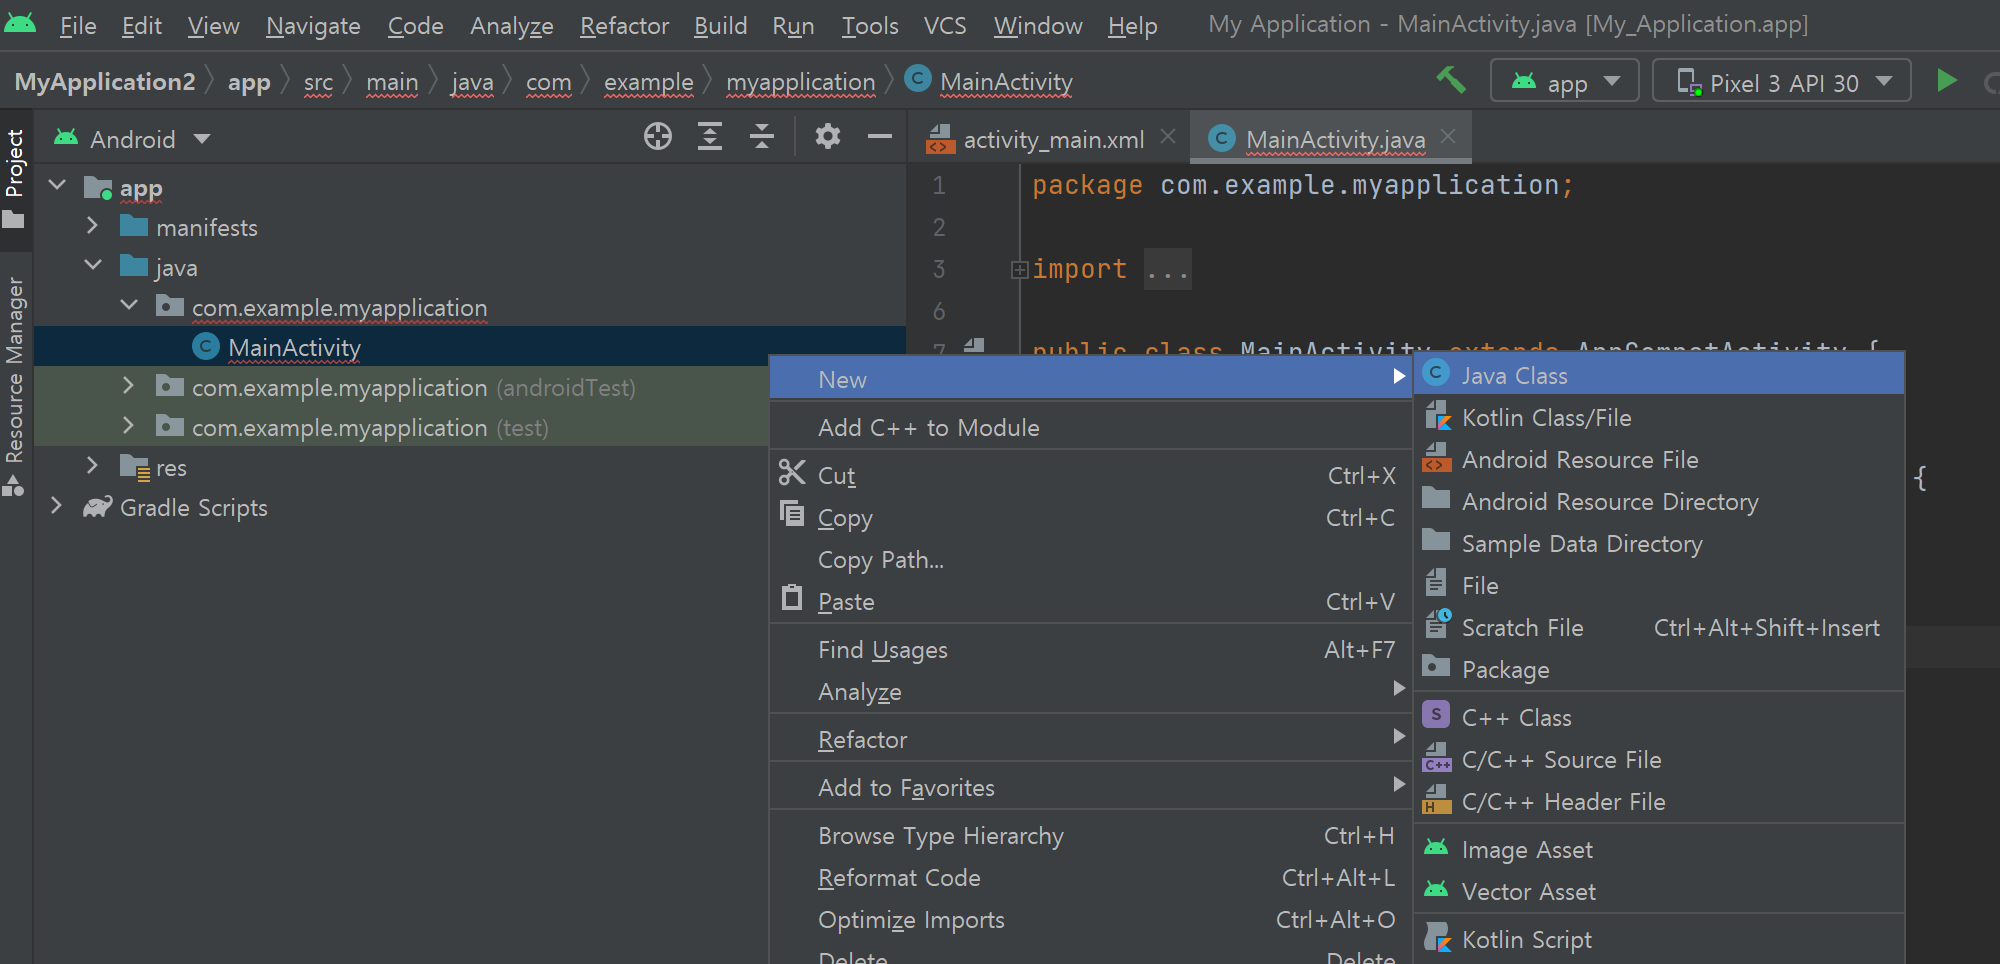 File Edit View Navigate Code Analyze Refactor Build Run Tools VCS Window Help My Application - MainActivity.java [My_Application.app]
MyApplication2 app src main java com example myapplication MainActivity app Pixel 3 API 30
Project
Resource Manager
Android
app
manifests
java
com.example.myapplication
MainActivity
com.example.myapplication (androidTest)
com.example.myapplication (test)
res
Gradle Scripts
activity_main.xml MainActivity.java
1 package com.example.myapplication;
2
3 import ...
6
7 public class MainActivity extends AppCompatActivity {
{
New
Add C++ to Module
Cut Ctrl+X
Copy Ctrl+C
Copy Path...
Paste Ctrl+V
Find Usages Alt+F7
Analyze
Refactor
Add to Favorites
Browse Type Hierarchy Ctrl+H
Reformat Code Ctrl+Alt+L
Optimize Imports Ctrl+Alt+O
Delete... Delete
Java Class
Kotlin Class/File
Android Resource File
Android Resource Directory
Sample Data Directory
File
Scratch File Ctrl+Alt+Shift+Insert
Package
C++ Class
C/C++ Source File
C/C++ Header File
Image Asset
Vector Asset
Kotlin Script